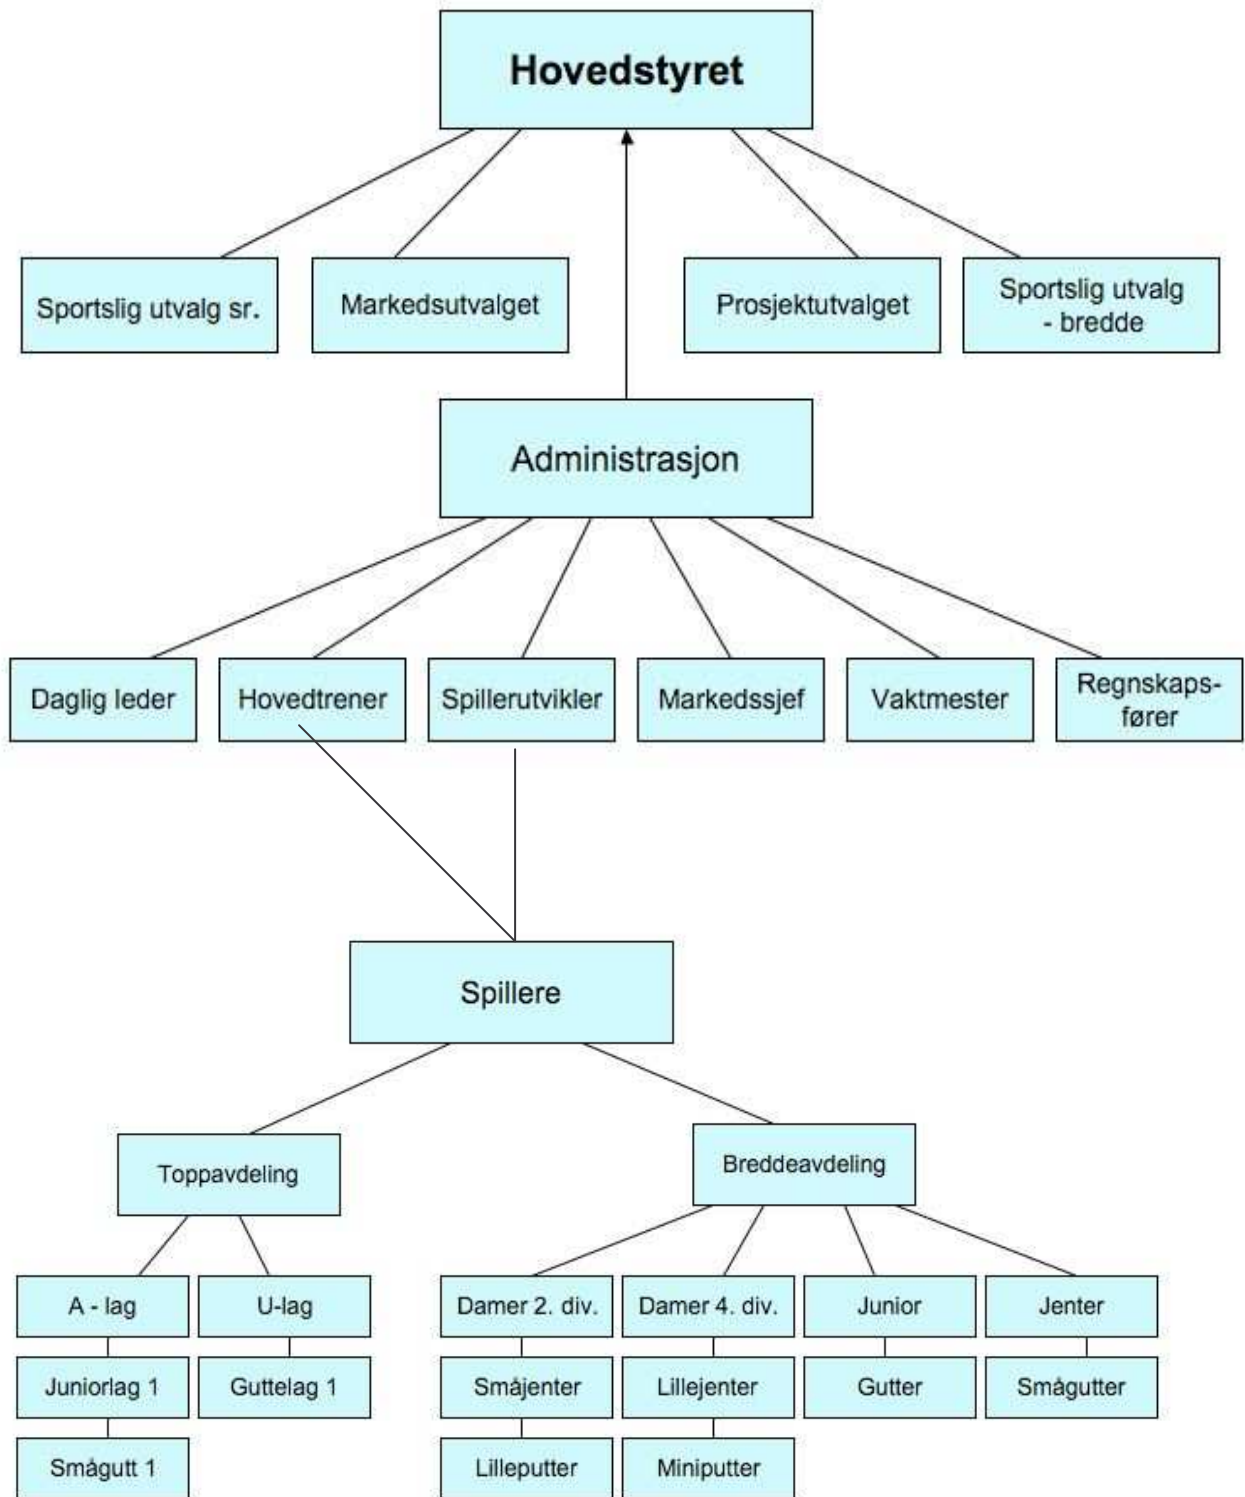 Hovedstyret
Sportslig utvalg sr.
Markedsutvalget
Prosjektutvalget
Sportslig utvalg
- bredde
Administrasjon
Daglig leder
Hovedtrener
Spillerutvikler
Markedssjef
Vaktmester
Regnskaps-
fører
Spillere
Toppavdeling
Breddeavdeling
A - lag
U-lag
Damer 2. div.
Damer 4. div.
Junior
Jenter
Juniorlag 1
Guttelag 1
Småjenter
Lillejenter
Gutter
Smågutter
Smågutt 1
Lilleputter
Miniputter